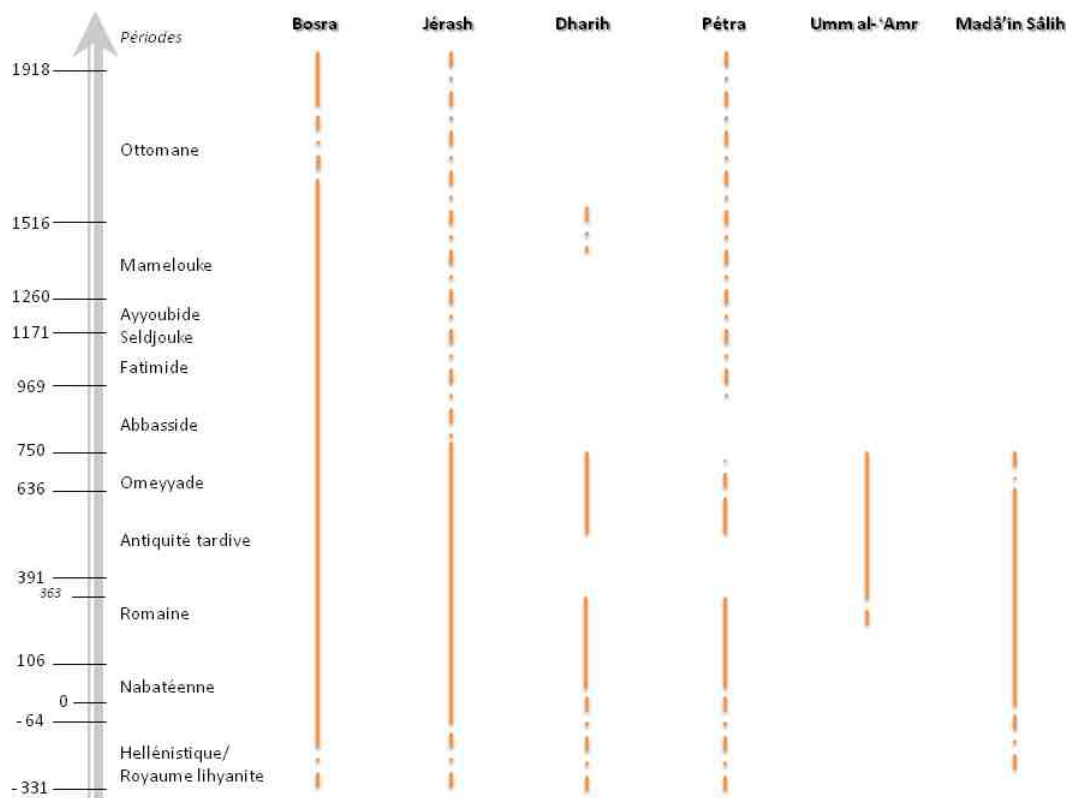 Bosra Jérash Dharih Pétra Umm al-‘Amr Madâ’in Sâlih
Périodes
1918
Ottomane
1516
Mamelouke
1260
Ayyoubide
1171 Seldjouke
Fatimide
969
Abbasside
750
Omeyyade
636
Antiquité tardive
391
363
Romaine
106
Nabatéenne
0
-64
Hellénistique/
Royaume lihyanite
-331